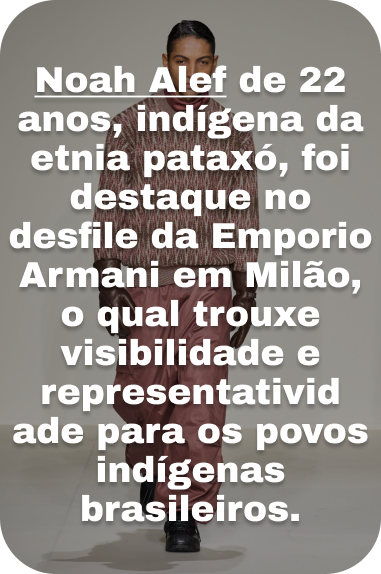 Noah Alef de 22
anos, indígena da
etnia pataxó, foi
destaque no
desfile da Emporio
Armani em Milão,
o qual trouxe
visibilidade e
representativid
ade para os povos
indígenas
brasileiros.